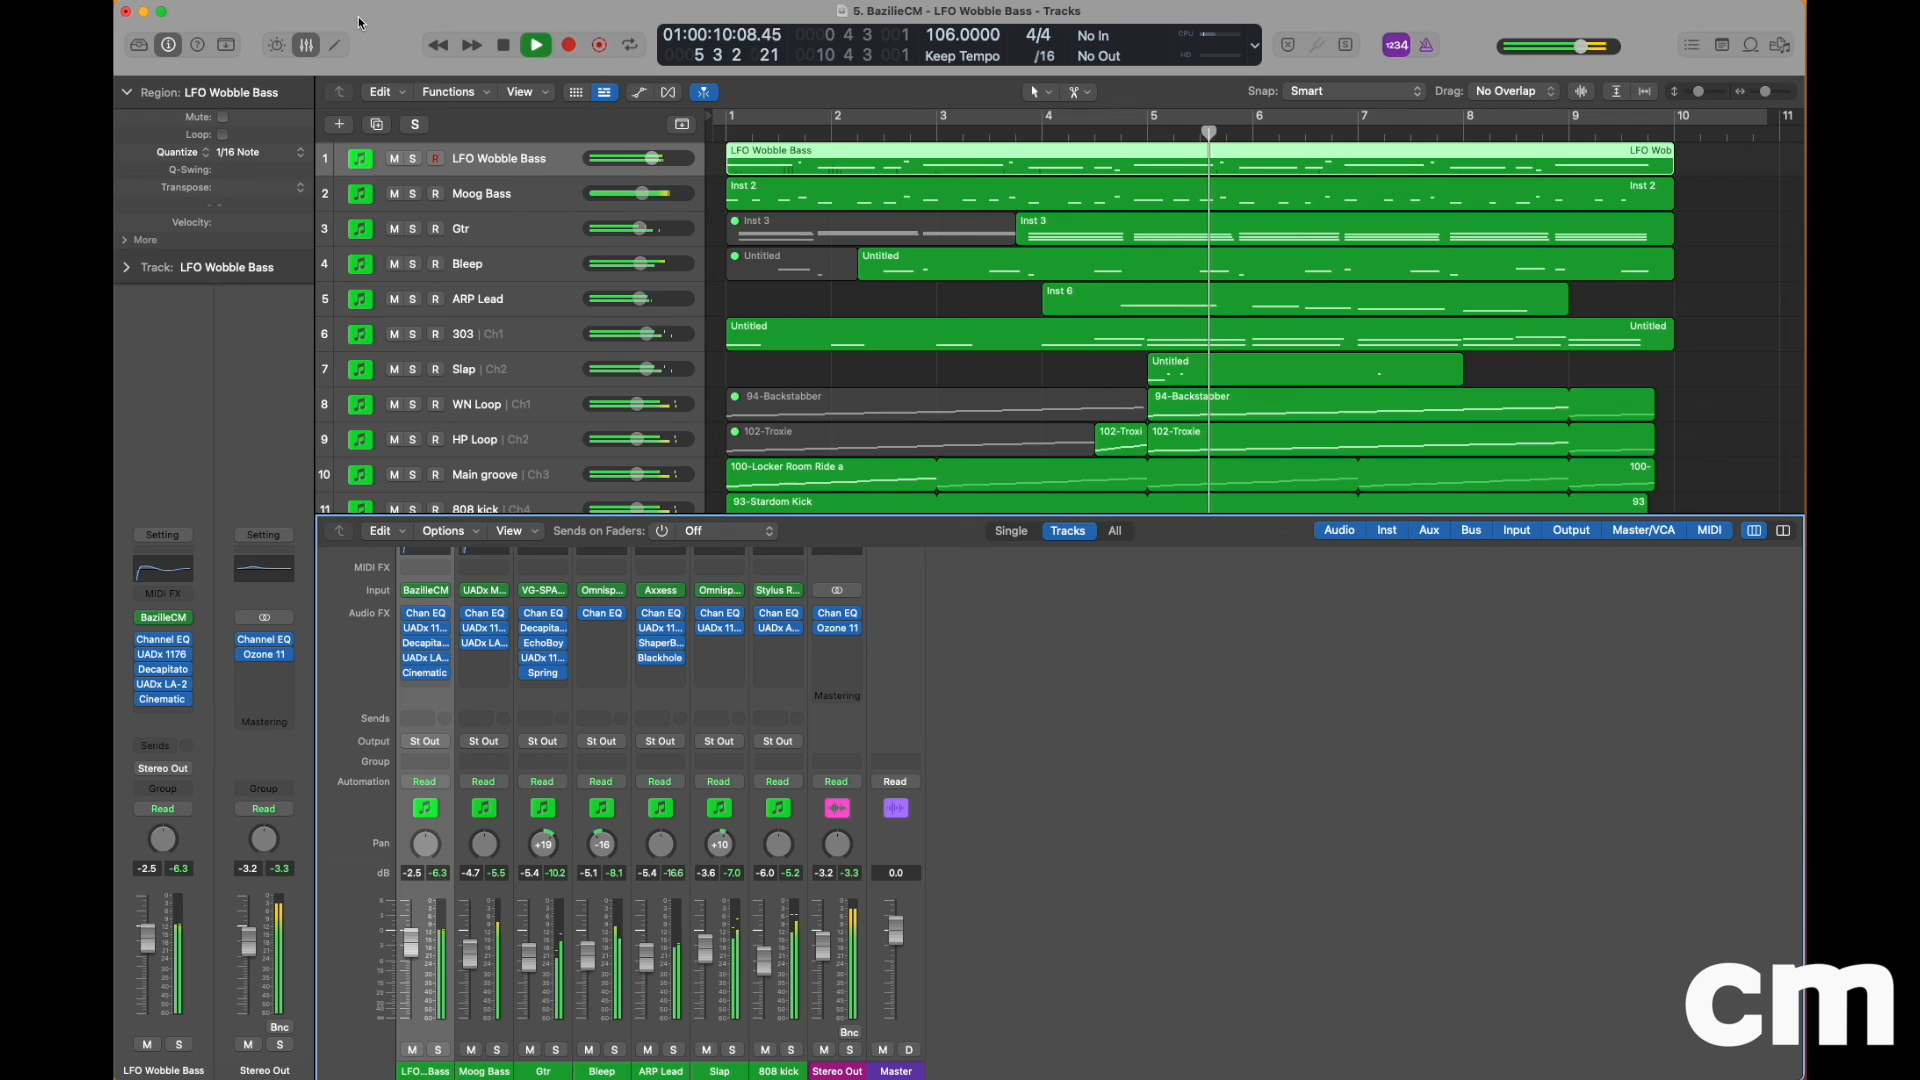 5. BazilieCM - LFO Wobble Bass - Tracks
01:00:10:08.45
5 3 2 21
0000 4 3 001
0010 4 3 001
106.0000
Keep Tempo
4/4
/16
No In
No Out
CPU
HD
1234
Region: LFO Wobble Bass
Mute:
Loop:
Quantize 1/16 Note
Q-Swing:
Transpose:
Velocity:
More
Track: LFO Wobble Bass
Edit Functions View
Snap: Smart Drag: No Overlap
S
1 2 3 4 5 6 7 8 9 10 11
1 M S R LFO Wobble Bass
2 M S R Moog Bass
3 M S R Gtr
4 M S R Bleep
5 M S R ARP Lead
6 M S R 303 | Ch1
7 M S R Slap | Ch2
8 M S R WN Loop | Ch1
9 M S R HP Loop | Ch2
10 M S R Main groove | Ch3
11 M S R 808 kick | Ch4
LFO Wobble Bass LFO Wob
Inst 2 Inst 2
Inst 3 Inst 3
Untitled Untitled
Inst 6
Untitled Untitled
Untitled
94-Backstabber 94-Backstabber
102-Troxie 102-Troxi 102-Troxie
100-Locker Room Ride a 100-
93-Stardom Kick 93
Edit Options View Sends on Faders: Off
Single Tracks All
Audio Inst Aux Bus Input Output Master/VCA MIDI
Setting Setting
MIDI FX
BazilleCM
Channel EQ Channel EQ
UADx 1176 Ozone 11
Decapitato
UADx LA-2
Cinematic
Mastering
Sends
Stereo Out
Group Group
Read Read
-2.5 -6.3 -3.2 -3.3
Bnc
M S M S
LFO Wobble Bass Stereo Out
MIDI FX
Input BazilleCM UADx M... VG-SPA... Omnisp... Axxess Omnisp... Stylus R...
Audio FX Chan EQ Chan EQ Chan EQ Chan EQ Chan EQ Chan EQ Chan EQ Chan EQ
UADx 11... UADx 11... Decapita... UADx 11... UADx 11... UADx A... Ozone 11
Decapita... UADx LA... EchoBoy ShaperB...
UADx LA... UADx 11... Blackhole
Cinematic Spring
Mastering
Sends
Output St Out St Out St Out St Out St Out St Out St Out
Group
Automation Read Read Read Read Read Read Read Read Read
Pan +19 -16 +10
dB -2.5 -6.3 -4.7 -5.5 -5.4 -10.2 -5.1 -8.1 -5.4 -16.6 -3.6 -7.0 -6.0 -5.2 -3.2 -3.3 0.0
Bnc
M S M S M S M S M S M S M S M S M D
LFO...Bass Moog Bass Gtr Bleep ARP Lead Slap 808 kick Stereo Out Master
cm